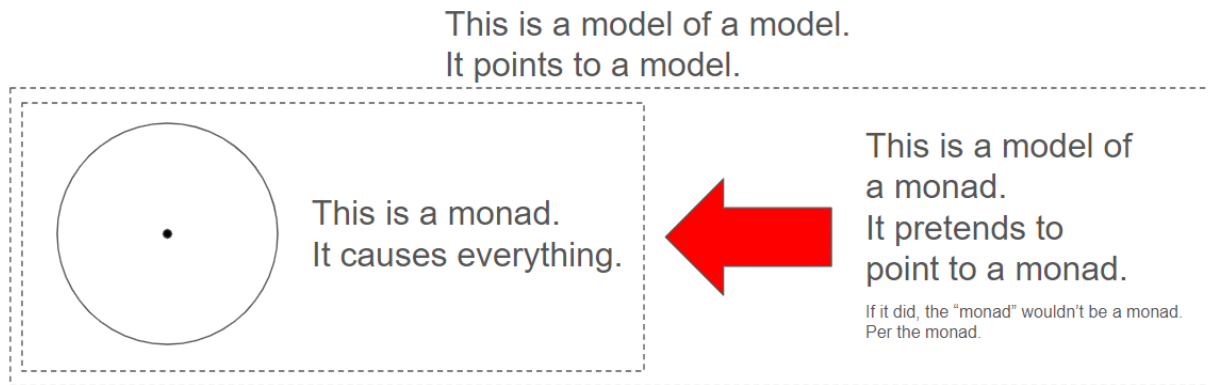 This is a model of a model.
It points to a model.
This is a monad.
It causes everything.
This is a model of
a monad.
It pretends to
point to a monad.
If it did, the “monad” wouldn’t be a monad.
Per the monad.